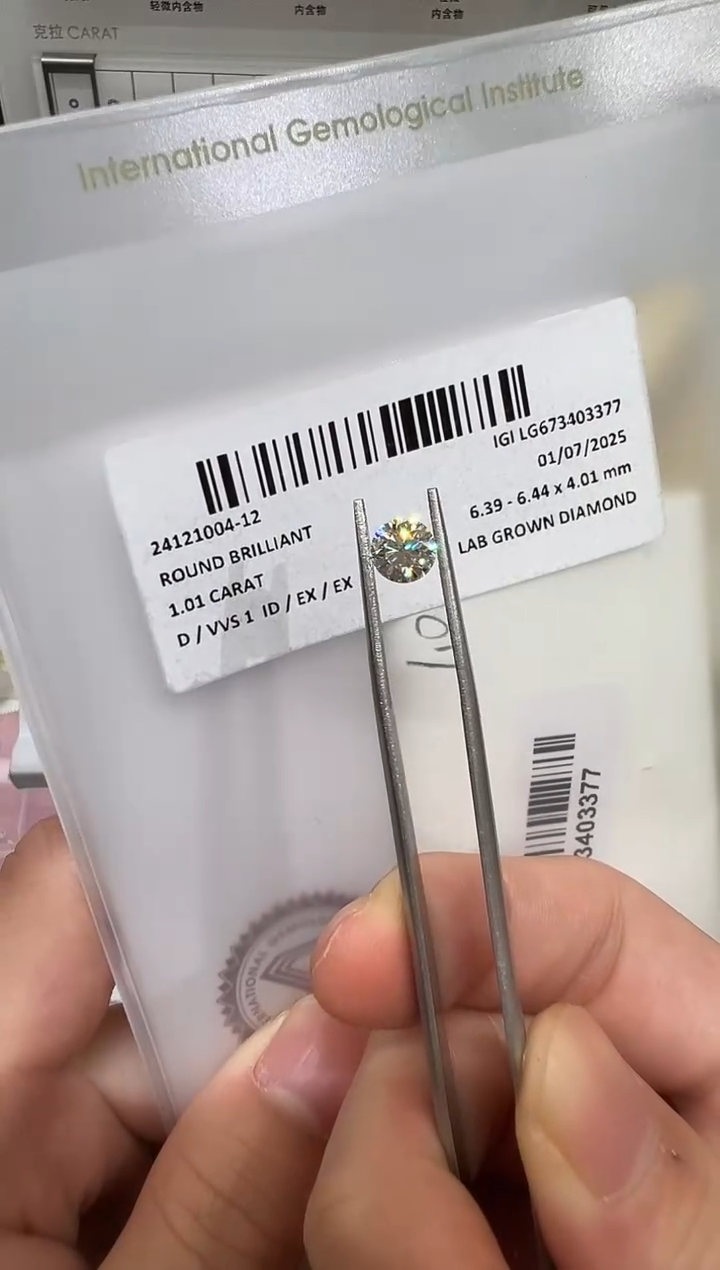 轻微内含物
内含物
内含物
克拉 CARAT
International Gemological Institute
IGI LG673403377
01/07/2025
6.39 - 6.44 x 4.01 mm
LAB GROWN DIAMOND
24121004-12
ROUND BRILLIANT
1.01 CARAT
D / VVS 1 ID / EX / EX
1.0
3403377